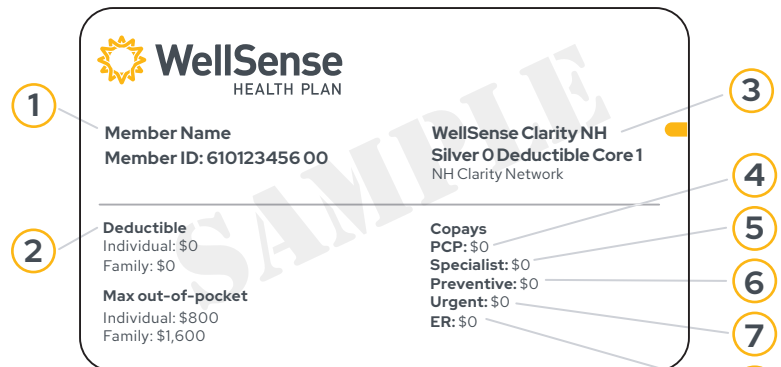 WellSense
HEALTH PLAN
SAMPLE
1
Member Name
Member ID: 610123456 00
3
WellSense Clarity NH
Silver 0 Deductible Core 1
NH Clarity Network
2
Deductible
Individual: $0
Family: $0
Max out-of-pocket
Individual: $800
Family: $1,600
Copays
PCP: $0
Specialist: $0
Preventive: $0
Urgent: $0
ER: $0
4
5
6
7